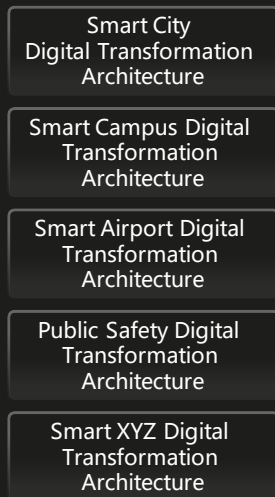 Smart City
Digital Transformation
Architecture
Smart Campus Digital
Transformation
Architecture
Smart Airport Digital
Transformation
Architecture
Public Safety Digital
Transformation
Architecture
Smart XYZ Digital
Transformation
Architecture